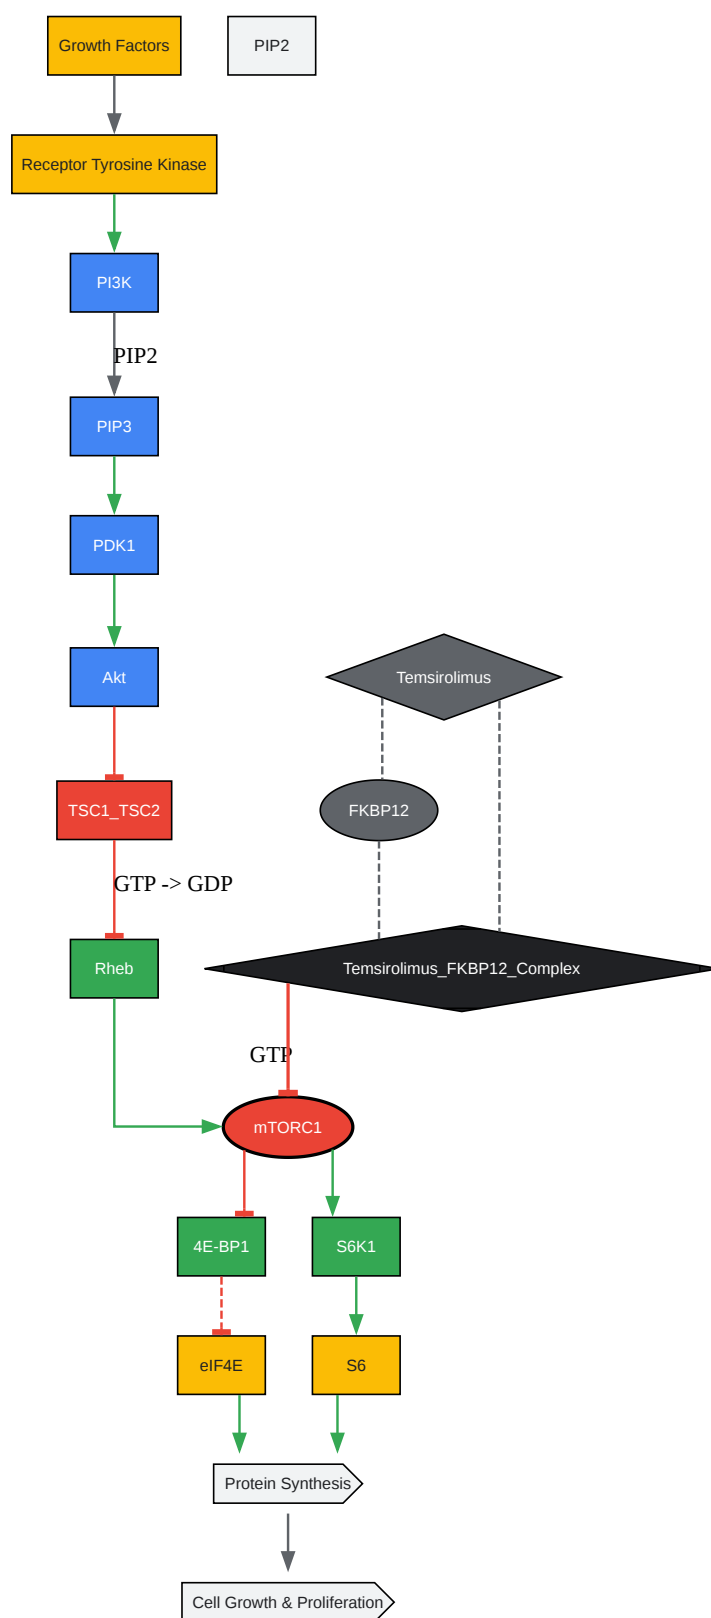 Growth Factors
PIP2
Receptor Tyrosine Kinase
PI3K
PIP2
PIP3
PDK1
Akt
Temsirolimus
TSC1_TSC2
FKBP12
GTP -> GDP
Rheb
Temsirolimus_FKBP12_Complex
GTP
mTORC1
4E-BP1
S6K1
eIF4E
S6
Protein Synthesis
Cell Growth & Proliferation